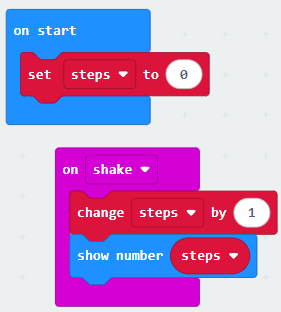 on start
set steps to 0
on shake
change steps by 1
show number steps